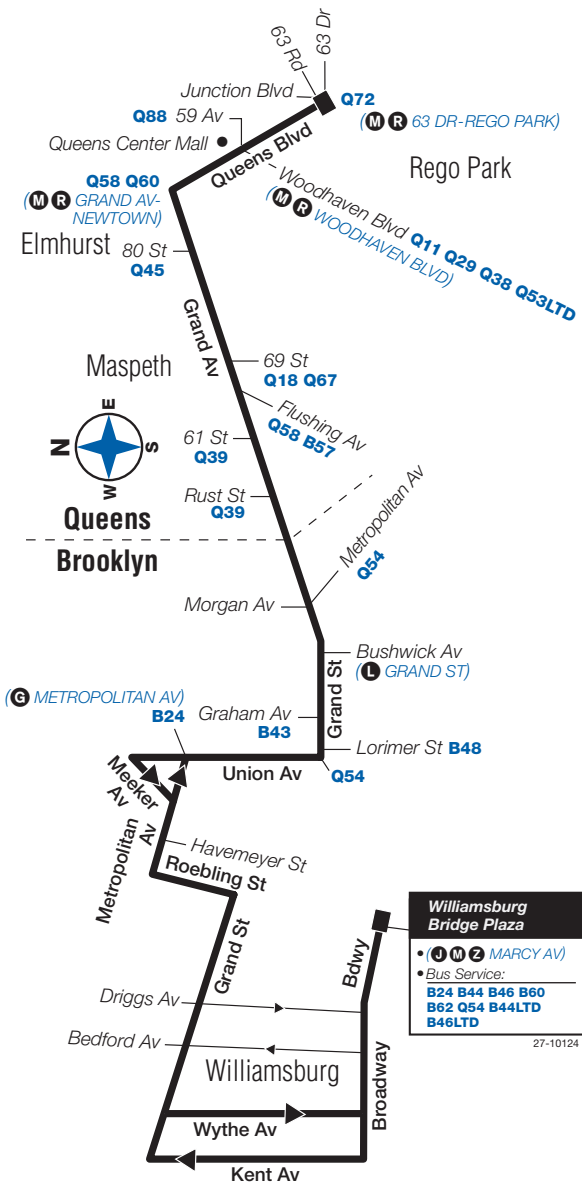 63 Rd
63 Dr
Junction Blvd
Q72
Q88 59 Av
(M R 63 DR-REGO PARK)
Queens Center Mall
Queens Blvd
Rego Park
Q58 Q60
(M R GRAND AV-
NEWTOWN)
Woodhaven Blvd Q11 Q29 Q38 Q53LTD
(M R WOODHAVEN BLVD)
Elmhurst
80 St
Q45
Grand Av
69 St
Q18 Q67
Maspeth
Flushing Av
Q58 B57
N
E
S
W
61 St
Q39
Rust St
Q39
Queens
Brooklyn
Metropolitan Av
Q54
Morgan Av
Bushwick Av
(L GRAND ST)
Grand St
(G METROPOLITAN AV)
B24
Graham Av
B43
Lorimer St B48
Union Av
Q54
Meeker
Av
Metropolitan
Av
Havemeyer St
Roebling St
Grand St
Bdwy
Williamsburg
Bridge Plaza
• (J M Z MARCY AV)
• Bus Service:
B24 B44 B46 B60
B62 Q54 B44LTD
B46LTD
27-10124
Driggs Av
Bedford Av
Williamsburg
Broadway
Wythe Av
Kent Av